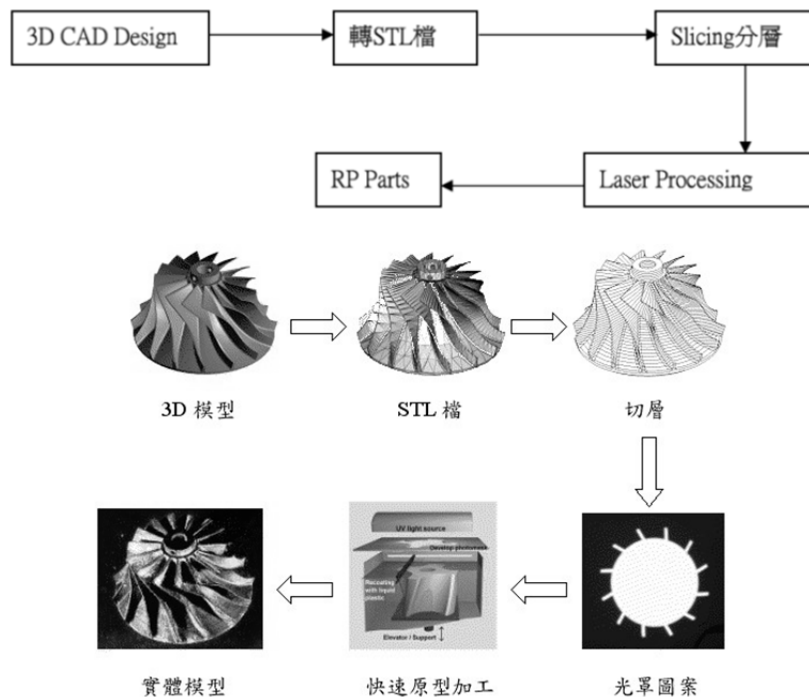 3D CAD Design
轉STL檔
Slicing分層
RP Parts
Laser Processing
3D 模型
STL 檔
切層
UV light source
Develop photomask
Recoating
with liquid
plastic
Elevator / Support
實體模型
快速原型加工
光罩圖案